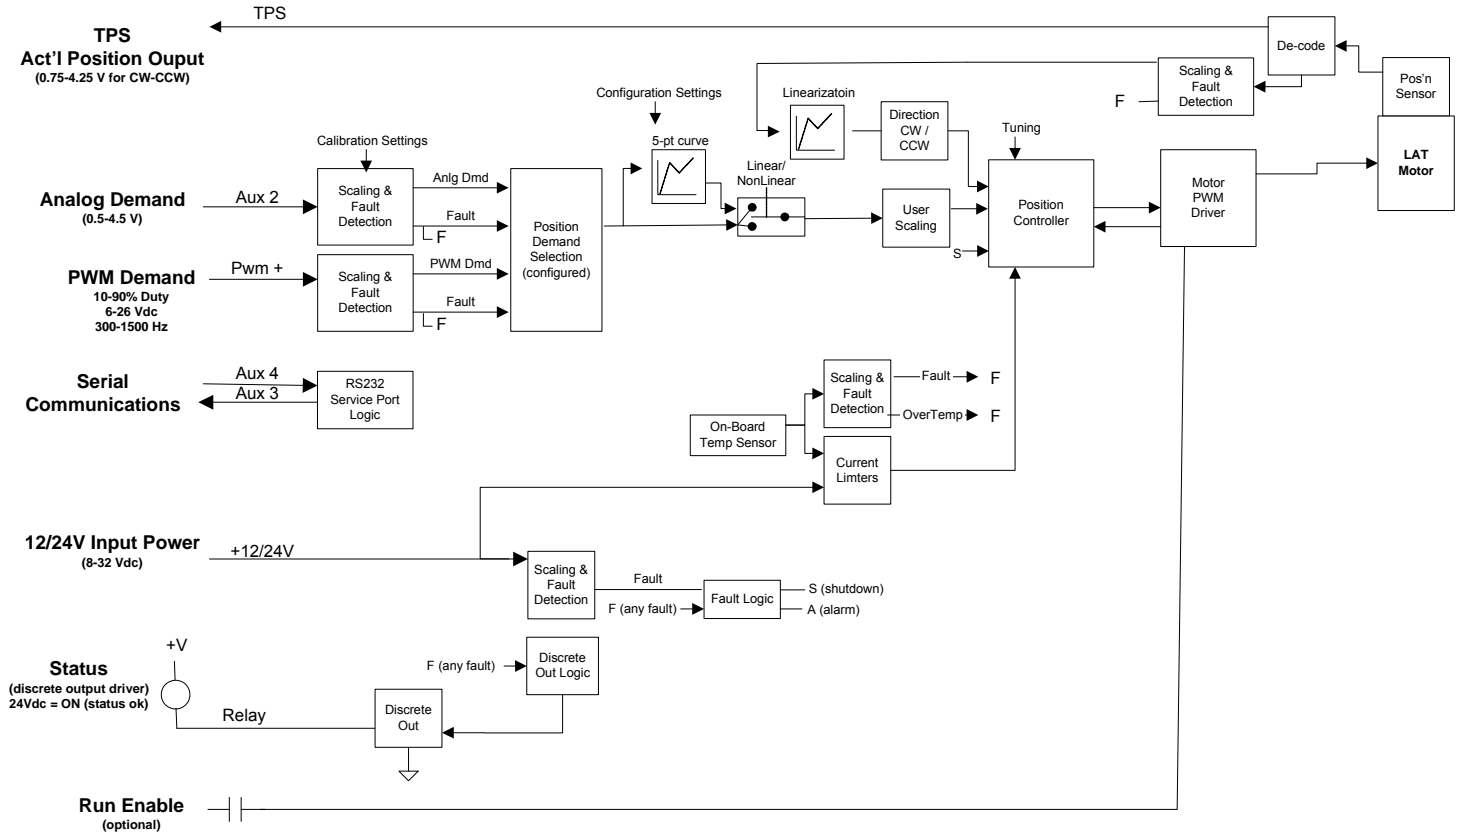 TPS
TPS
Act'l Position Ouput
(0.75-4.25 V for CW-CCW)
De-code
Pos'n
Sensor
Scaling &
Fault
Detection
F
LAT
Motor
Configuration Settings
Linearizatoin
Direction
CW /
CCW
Tuning
Calibration Settings
5-pt curve
Linear/
NonLinear
Analog Demand
(0.5-4.5 V)
Aux 2
Scaling &
Fault
Detection
Anlg Dmd
Fault
F
Position
Demand
Selection
(configured)
User
Scaling
Position
Controller
S
Motor
PWM
Driver
PWM Demand
10-90% Duty
6-26 Vdc
300-1500 Hz
Pwm +
Scaling &
Fault
Detection
PWM Dmd
Fault
F
Serial
Communications
Aux 4
Aux 3
RS232
Service Port
Logic
On-Board
Temp Sensor
Scaling &
Fault
Detection
Fault
F
OverTemp
F
Current
Limters
12/24V Input Power
(8-32 Vdc)
+12/24V
Scaling &
Fault
Detection
Fault
F (any fault)
Fault Logic
S (shutdown)
A (alarm)
+V
Status
(discrete output driver)
24Vdc = ON (status ok)
Relay
Discrete
Out
F (any fault)
Discrete
Out Logic
Run Enable
(optional)